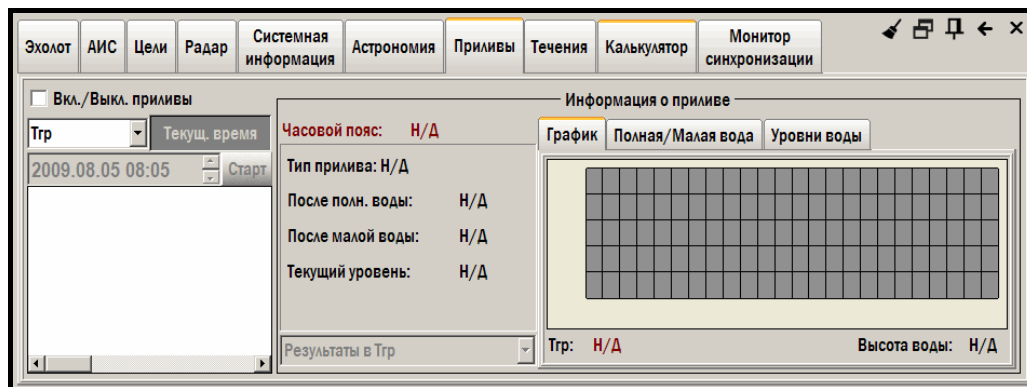 Эхолот АИС Цели Радар Системная информация Астрономия Приливы Течения Калькулятор Монитор синхронизации
Вкл./Выкл. приливы
Тгр Текущ. время
2009.08.05 08:05 Старт
Информация о приливе
Часовой пояс: Н/Д
Тип прилива: Н/Д
После полн. воды: Н/Д
После малой воды: Н/Д
Текущий уровень: Н/Д
Результаты в Тгр
График Полная/Малая вода Уровни воды
Тгр: Н/Д Высота воды: Н/Д